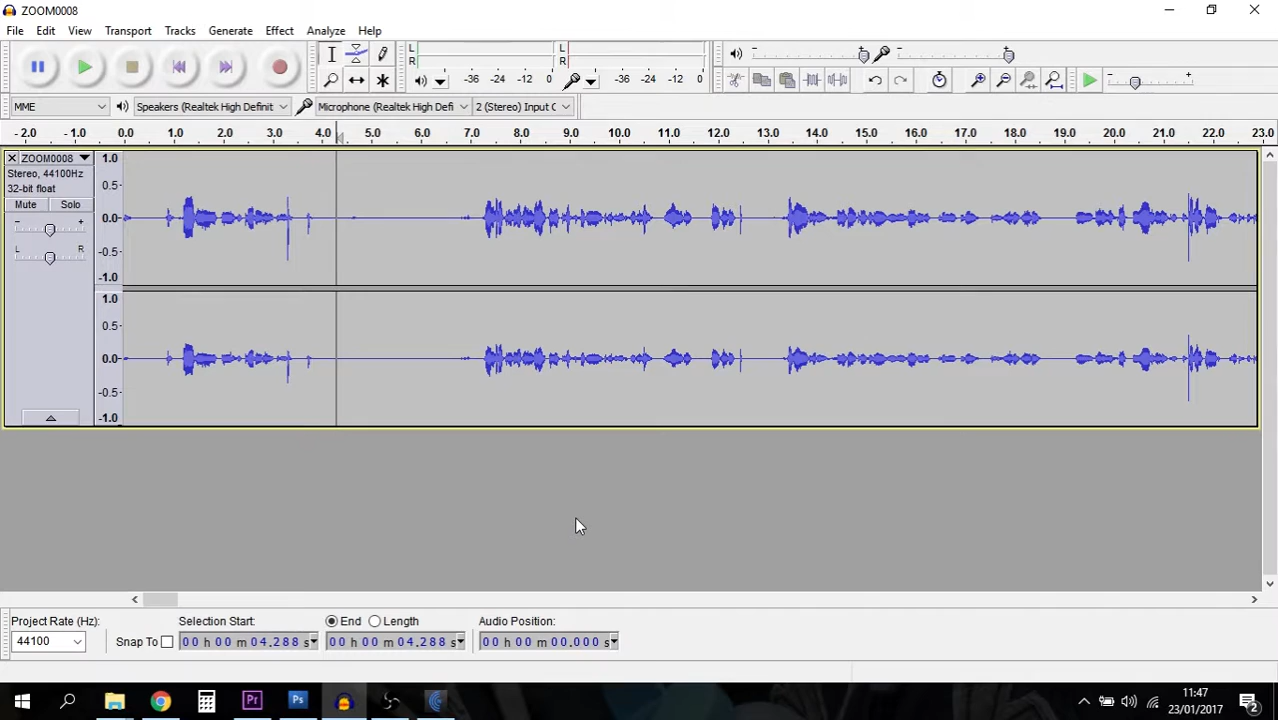 ZOOM0008
File Edit View Transport Tracks Generate Effect Analyze Help
L
R
-36 -24 -12 0
L
R
-36 -24 -12 0
- +
- +
- +
MME Speakers (Realtek High Definit Microphone (Realtek High Defi 2 (Stereo) Input C
- 2.0 -1.0 0.0 1.0 2.0 3.0 4.0 5.0 6.0 7.0 8.0 9.0 10.0 11.0 12.0 13.0 14.0 15.0 16.0 17.0 18.0 19.0 20.0 21.0 22.0 23.0
X ZOOM0008
Stereo, 44100Hz
32-bit float
Mute Solo
- +
L R
1.0
0.5
0.0
-0.5
-1.0
1.0
0.5
0.0
-0.5
-1.0
Project Rate (Hz): Selection Start: End Length Audio Position:
44100 Snap To 00 h 00 m 04.288 s 00 h 00 m 04.288 s 00 h 00 m 00.000 s
Pr Ps
11:47
23/01/2017
2